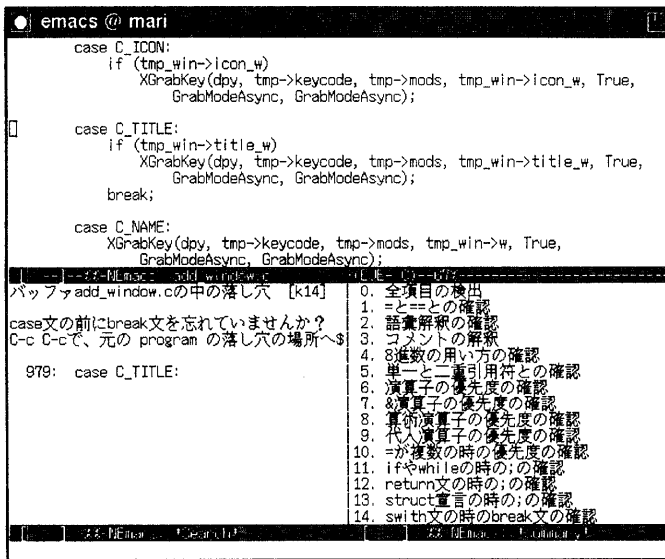 emacs @ mari
case C_ICON:
if (tmp_win->icon_w)
XGrabKey(dpy, tmp->keycode, tmp->mods, tmp_win->icon_w, True,
GrabModeAsync, GrabModeAsync);
case C_TITLE:
if (tmp_win->title_w)
XGrabKey(dpy, tmp->keycode, tmp->mods, tmp_win->title_w, True,
GrabModeAsync, GrabModeAsync);
break;
case C_NAME:
XGrabKey(dpy, tmp->keycode, tmp->mods, tmp_win->w, True,
GrabModeAsync, GrabModeAsync);
NEmacs: add_window.c
バッファadd_window.cの中の落し穴 [k14]
case文の前にbreak文を忘れていませんか？
C-c C-cで、元の program の落し穴の場所へ$
979: case C_TITLE:
0. 全項目の検出
1. =と==との確認
2. 語彙解釈の確認
3. コメントの解釈
4. 8進数の用い方の確認
5. 単一と二重引用符との確認
6. 演算子の優先度の確認
7. &演算子の優先度の確認
8. 算術演算子の優先度の確認
9. 代入演算子の優先度の確認
10. =が複数の時の優先度の確認
11. ifやwhileの時の;の確認
12. return文の時の;の確認
13. struct宣言の時の;の確認
14. swith文の時のbreak文の確認
NEmacs: *Search*
NEmacs: *Summary*